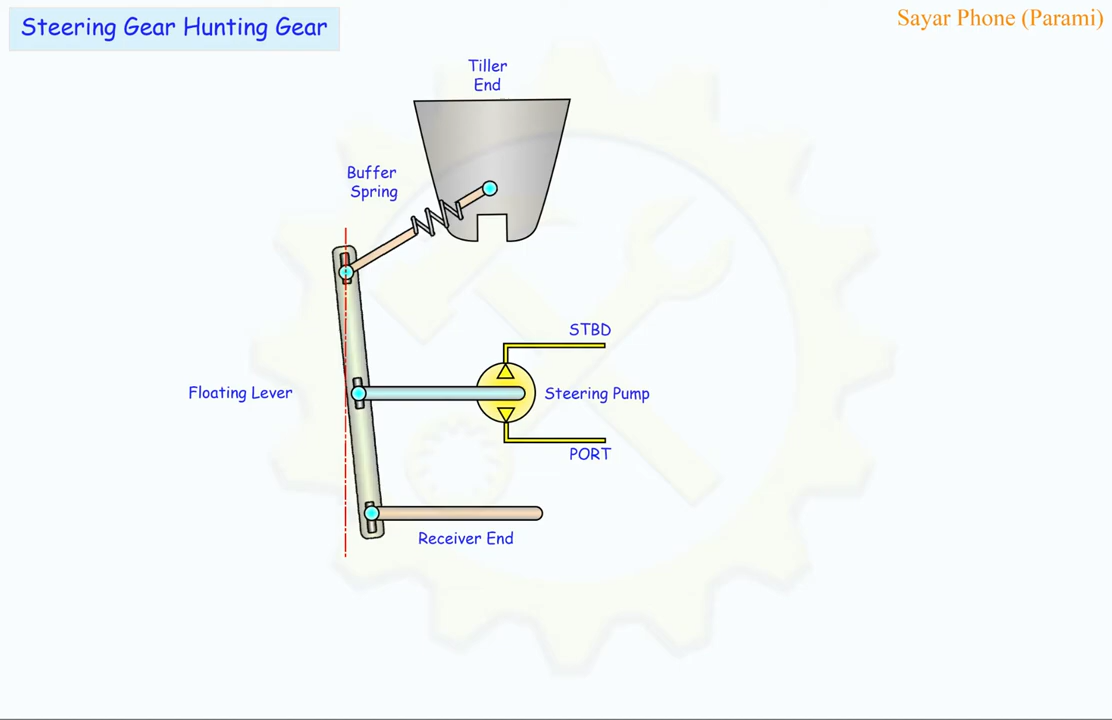 Steering Gear Hunting Gear
Sayar Phone (Parami)
Tiller
End
Buffer
Spring
STBD
Floating Lever
Steering Pump
PORT
Receiver End